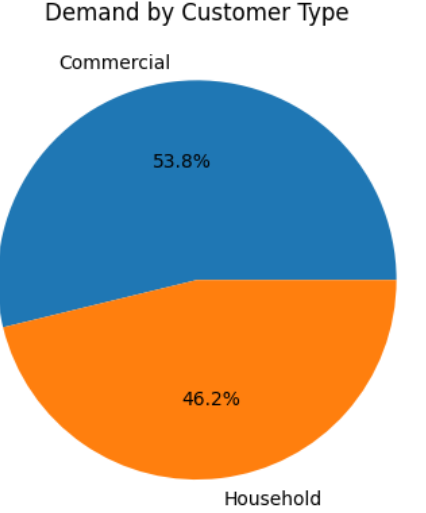 Demand by Customer Type
Commercial
53.8%
46.2%
Household